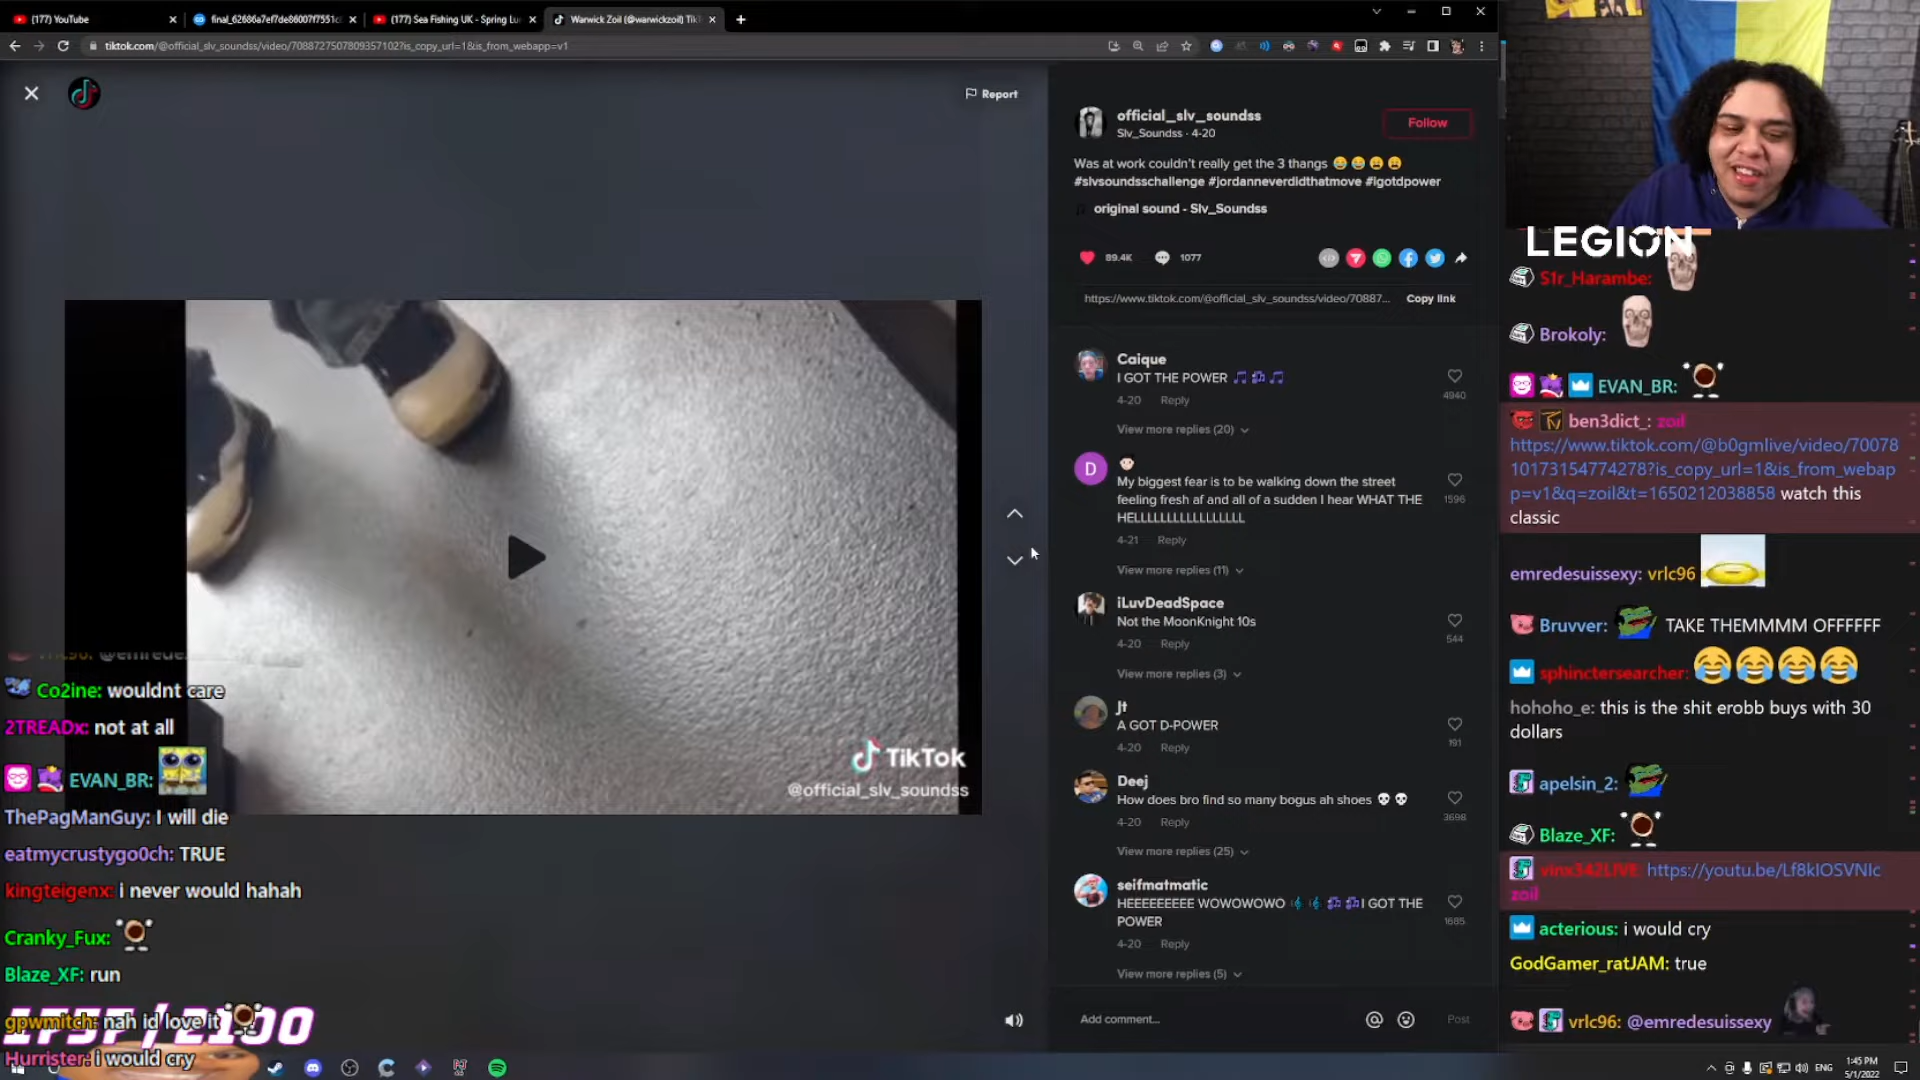 (177) YouTube
final_62686a7ef7de86007f7551c
(177) Sea Fishing UK - Spring Lu
Warwick Zoil (@warwickzoil) Tik
tiktok.com/@official_slv_soundss/video/7088727507809357102?is_copy_url=1&is_from_webapp=v1
Report
official_slv_soundss
Slv_Soundss · 4-20
Follow
Was at work couldn't really get the 3 thangs 😂 😂 😩 😩
#slvsoundsschallenge #jordanneverdidthatmove #igotdpower
original sound - Slv_Soundss
89.4K
1077
https://www.tiktok.com/@official_slv_soundss/video/70887...
Copy link
Caique
I GOT THE POWER 🎵 🎶 🎵
4-20 Reply
4940
View more replies (20)
D
My biggest fear is to be walking down the street
feeling fresh af and all of a sudden I hear WHAT THE
HELLLLLLLLLLLLLLLLL
1596
4-21 Reply
View more replies (11)
iLuvDeadSpace
Not the MoonKnight 10s
4-20 Reply
544
View more replies (3)
Jt
A GOT D-POWER
4-20 Reply
191
Deej
How does bro find so many bogus ah shoes 💀 💀
4-20 Reply
3698
View more replies (25)
seifmatmatic
HEEEEEEEEE WOWOWOWO 🎼 🎼 🎶 🎶I GOT THE
POWER
4-20 Reply
1685
View more replies (5)
Add comment...
Post
TikTok
@official_slv_soundss
Co2ine: wouldnt care
2TREADx: not at all
EVAN_BR:
ThePagManGuy: I will die
eatmycrustygo0ch: TRUE
kingteigenx: i never would hahah
Cranky_Fux:
Blaze_XF: run
gpwmitch: nah id love it
Hurrister: i would cry
LEGION
S1r_Harambe:
Brokoly:
EVAN_BR:
ben3dict_: zoil
https://www.tiktok.com/@b0gmlive/video/70078
10173154774278?is_copy_url=1&is_from_webap
p=v1&q=zoil&t=1650212038858 watch this
classic
emredesuissexy: vrlc96
Bruvver: TAKE THEMMMM OFFFFFF
sphinctersearcher: 😂😂😂😂
hohoho_e: this is the shit erobb buys with 30
dollars
apelsin_2:
Blaze_XF:
vinx342LIVE: https://youtu.be/Lf8kIOSVNIc
zoil
acterious: i would cry
GodGamer_ratJAM: true
vrlc96: @emredesuissexy
ENG
1:45 PM
5/1/2022